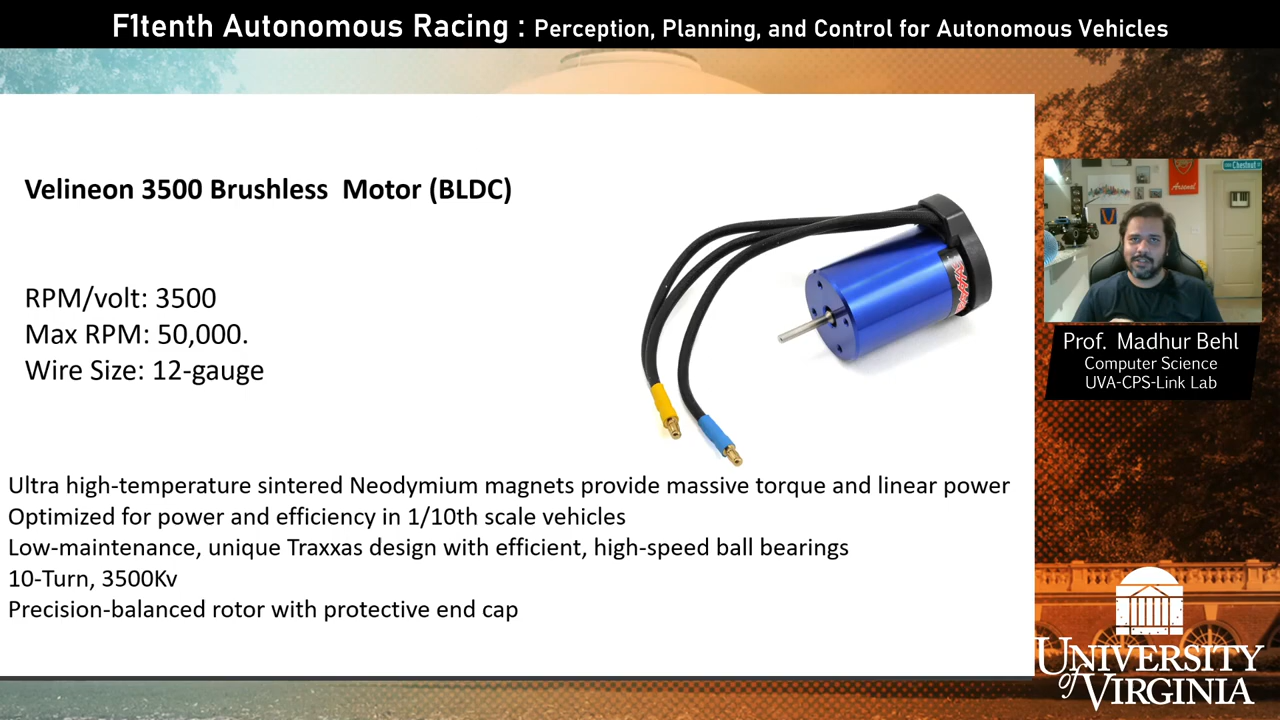 F1tenth Autonomous Racing : Perception, Planning, and Control for Autonomous Vehicles
Velineon 3500 Brushless Motor (BLDC)
RPM/volt: 3500
Max RPM: 50,000.
Wire Size: 12-gauge
Ultra high-temperature sintered Neodymium magnets provide massive torque and linear power
Optimized for power and efficiency in 1/10th scale vehicles
Low-maintenance, unique Traxxas design with efficient, high-speed ball bearings
10-Turn, 3500Kv
Precision-balanced rotor with protective end cap
Chestnut
Arsenal
Prof. Madhur Behl
Computer Science
UVA-CPS-Link Lab
UNIVERSITY
of VIRGINIA